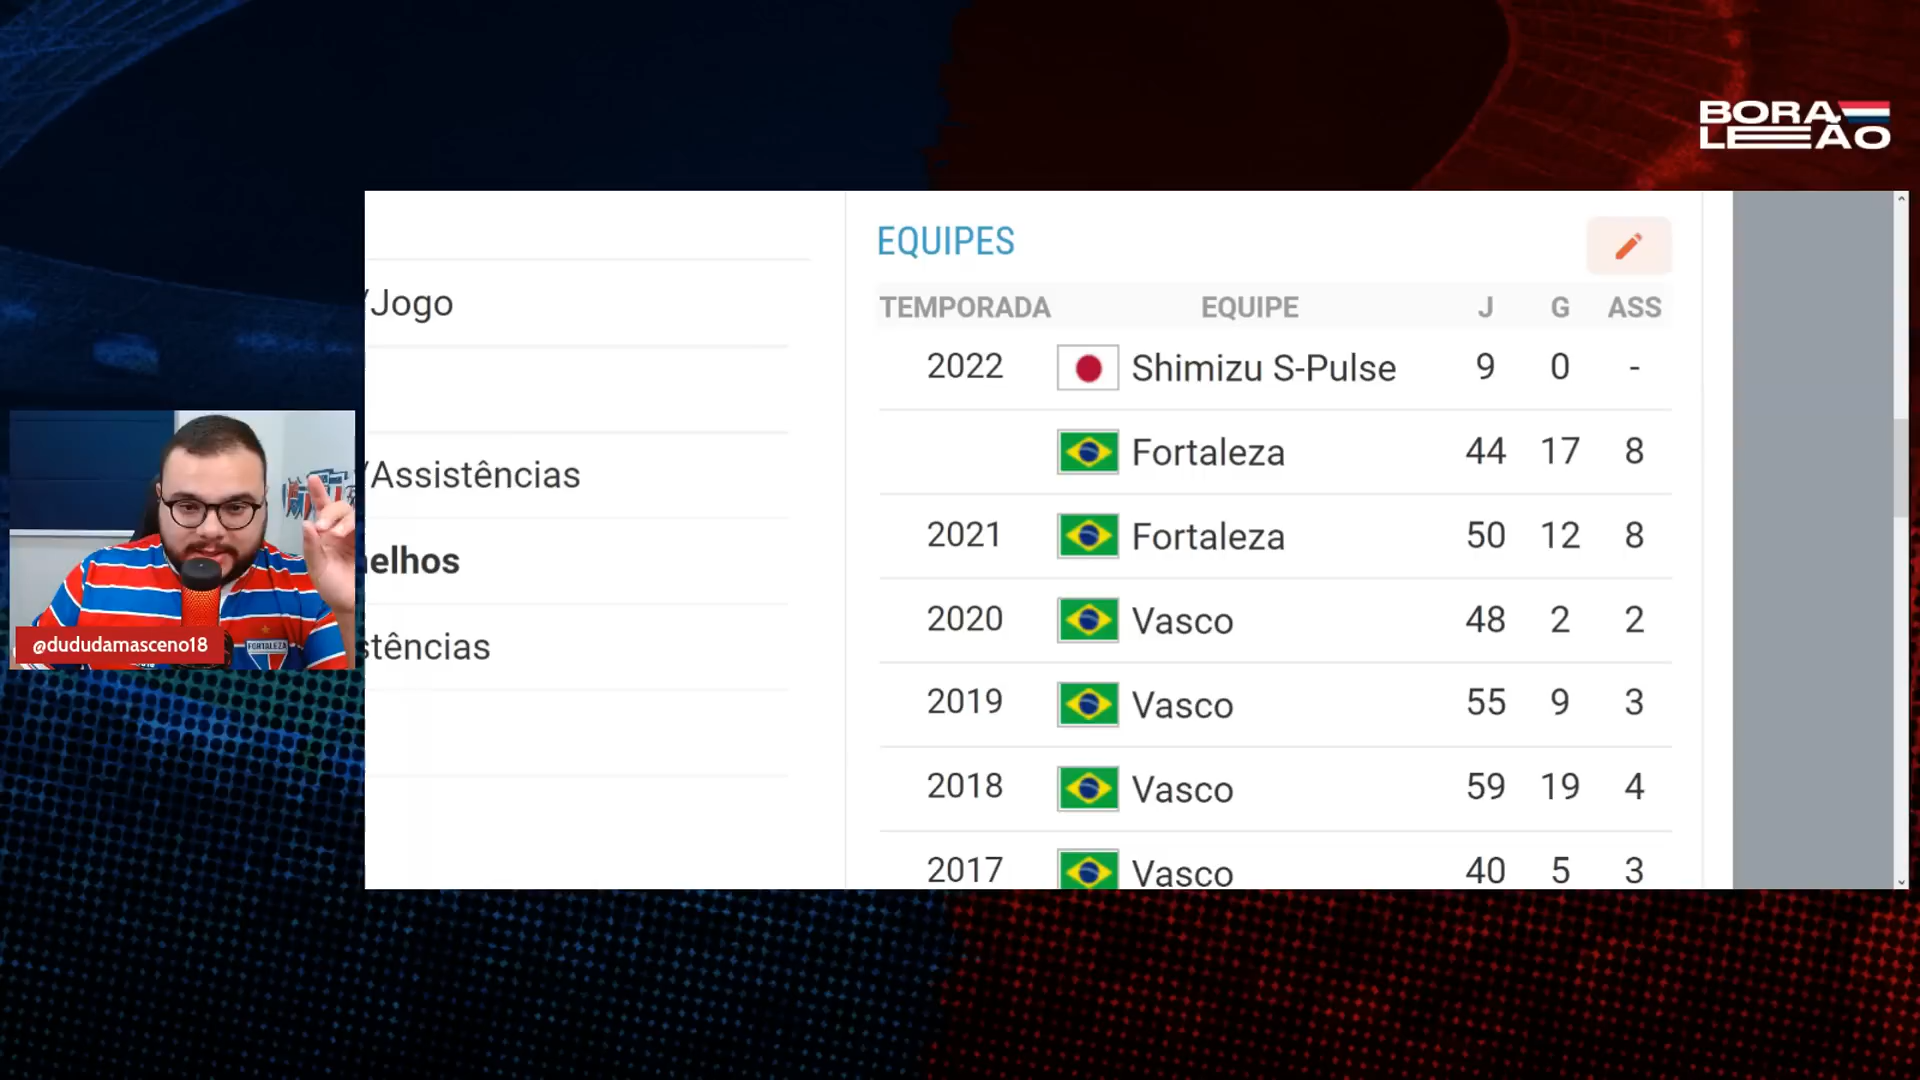 BORA
LEÃO
EQUIPES
TEMPORADA EQUIPE J G ASS
2022 Shimizu S-Pulse 9 0 -
Fortaleza 44 17 8
2021 Fortaleza 50 12 8
2020 Vasco 48 2 2
2019 Vasco 55 9 3
2018 Vasco 59 19 4
2017 Vasco 40 5 3
/Jogo
/Assistências
elhos
stências
@dududamasceno18
FORTALEZA